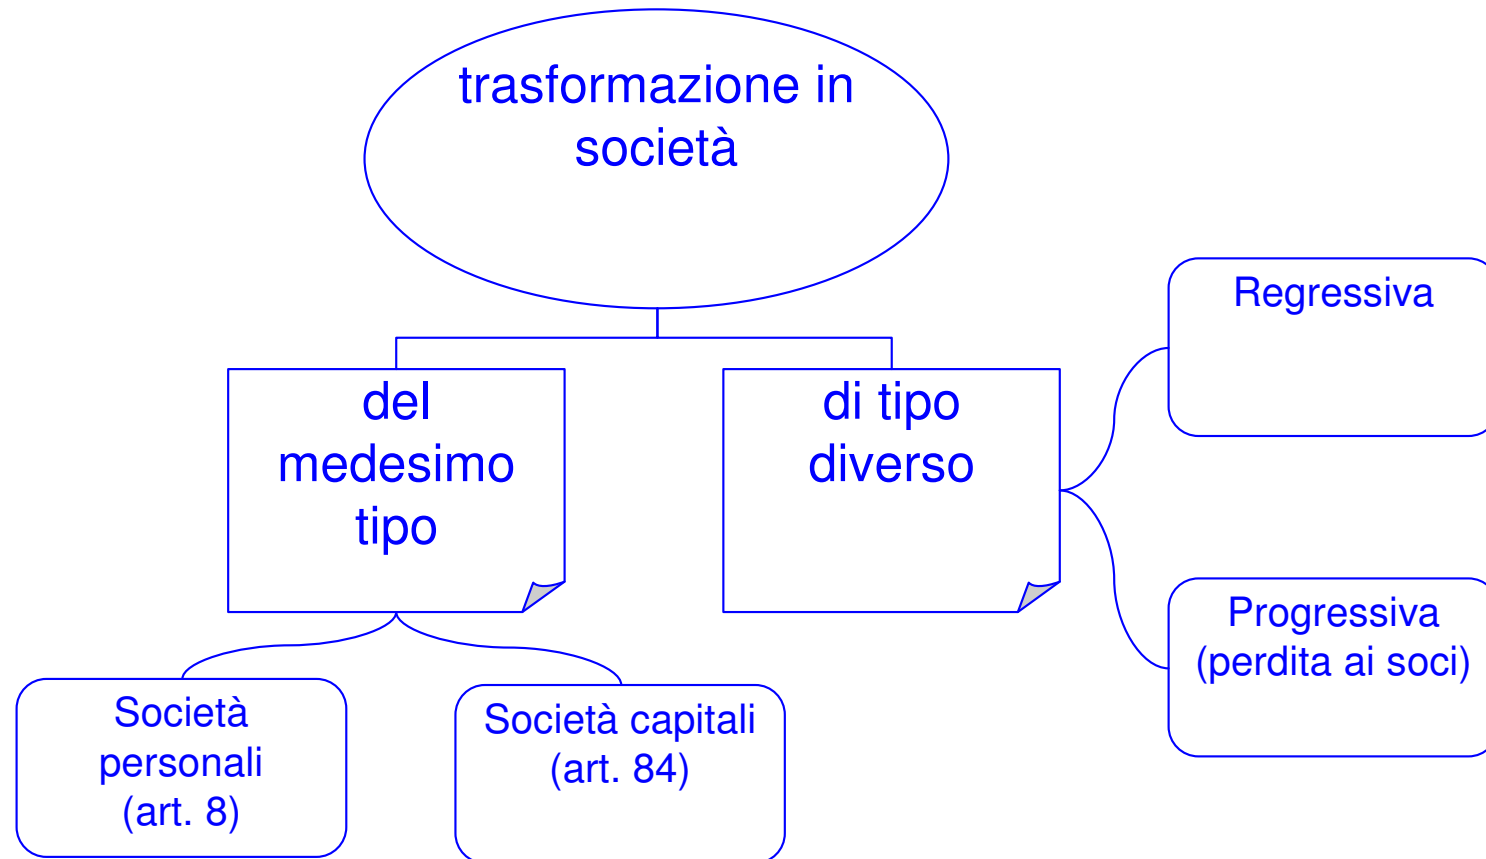 trasformazione in
società
del
medesimo
tipo
di tipo
diverso
Regressiva
Progressiva
(perdita ai soci)
Società
personali
(art. 8)
Società capitali
(art. 84)